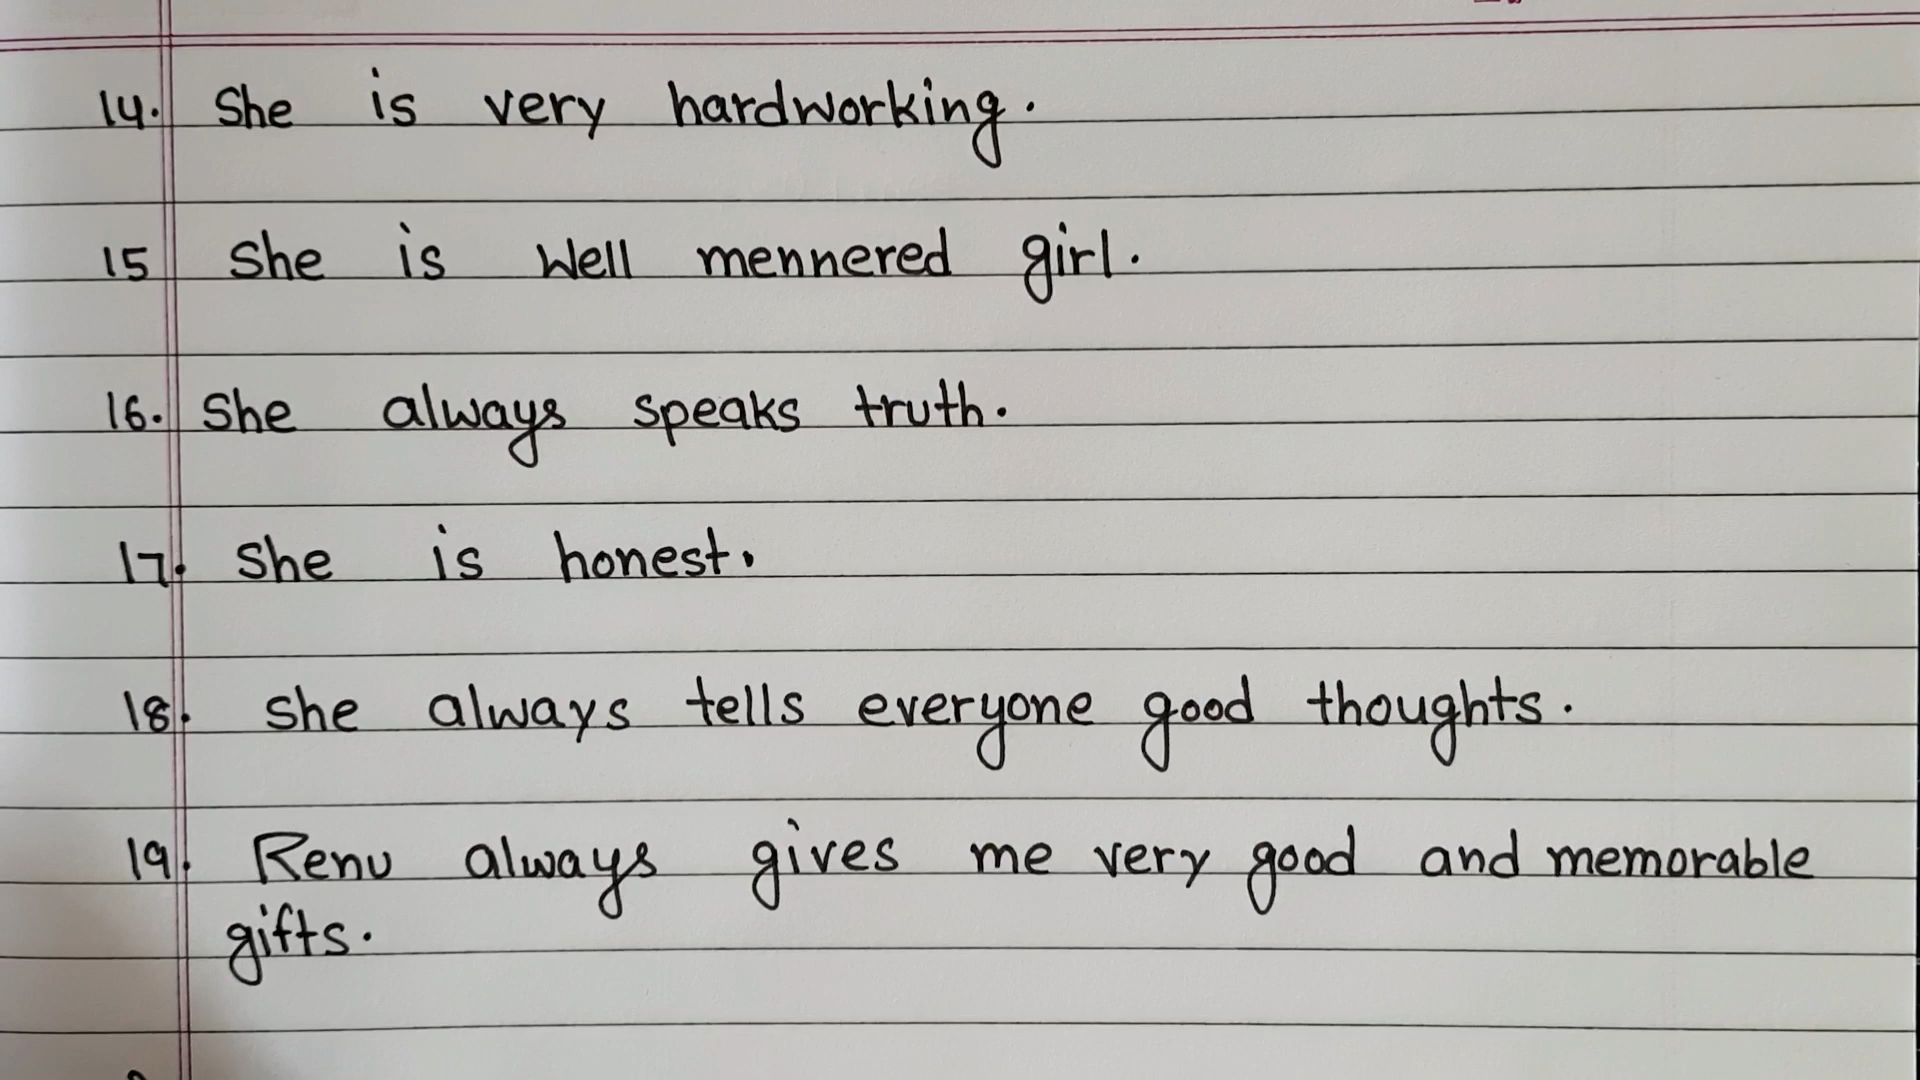 14. She is very hardworking.
15 She is well mennered girl.
16. She always speaks truth.
17. She is honest.
18. She always tells everyone good thoughts.
19. Renu always gives me very good and memorable
gifts.